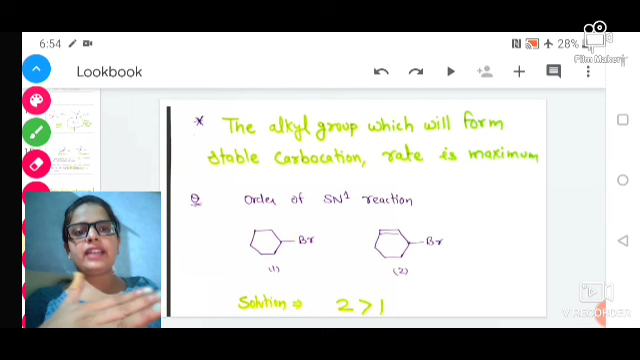 6:54
28%
Film Maker
Lookbook
* The alkyl group which will form
stable carbocation, rate is maximum
Q Order of SN1 reaction
Br
Br
(1)
(2)
Solution ⇒ 2 > 1
VIRECORDER